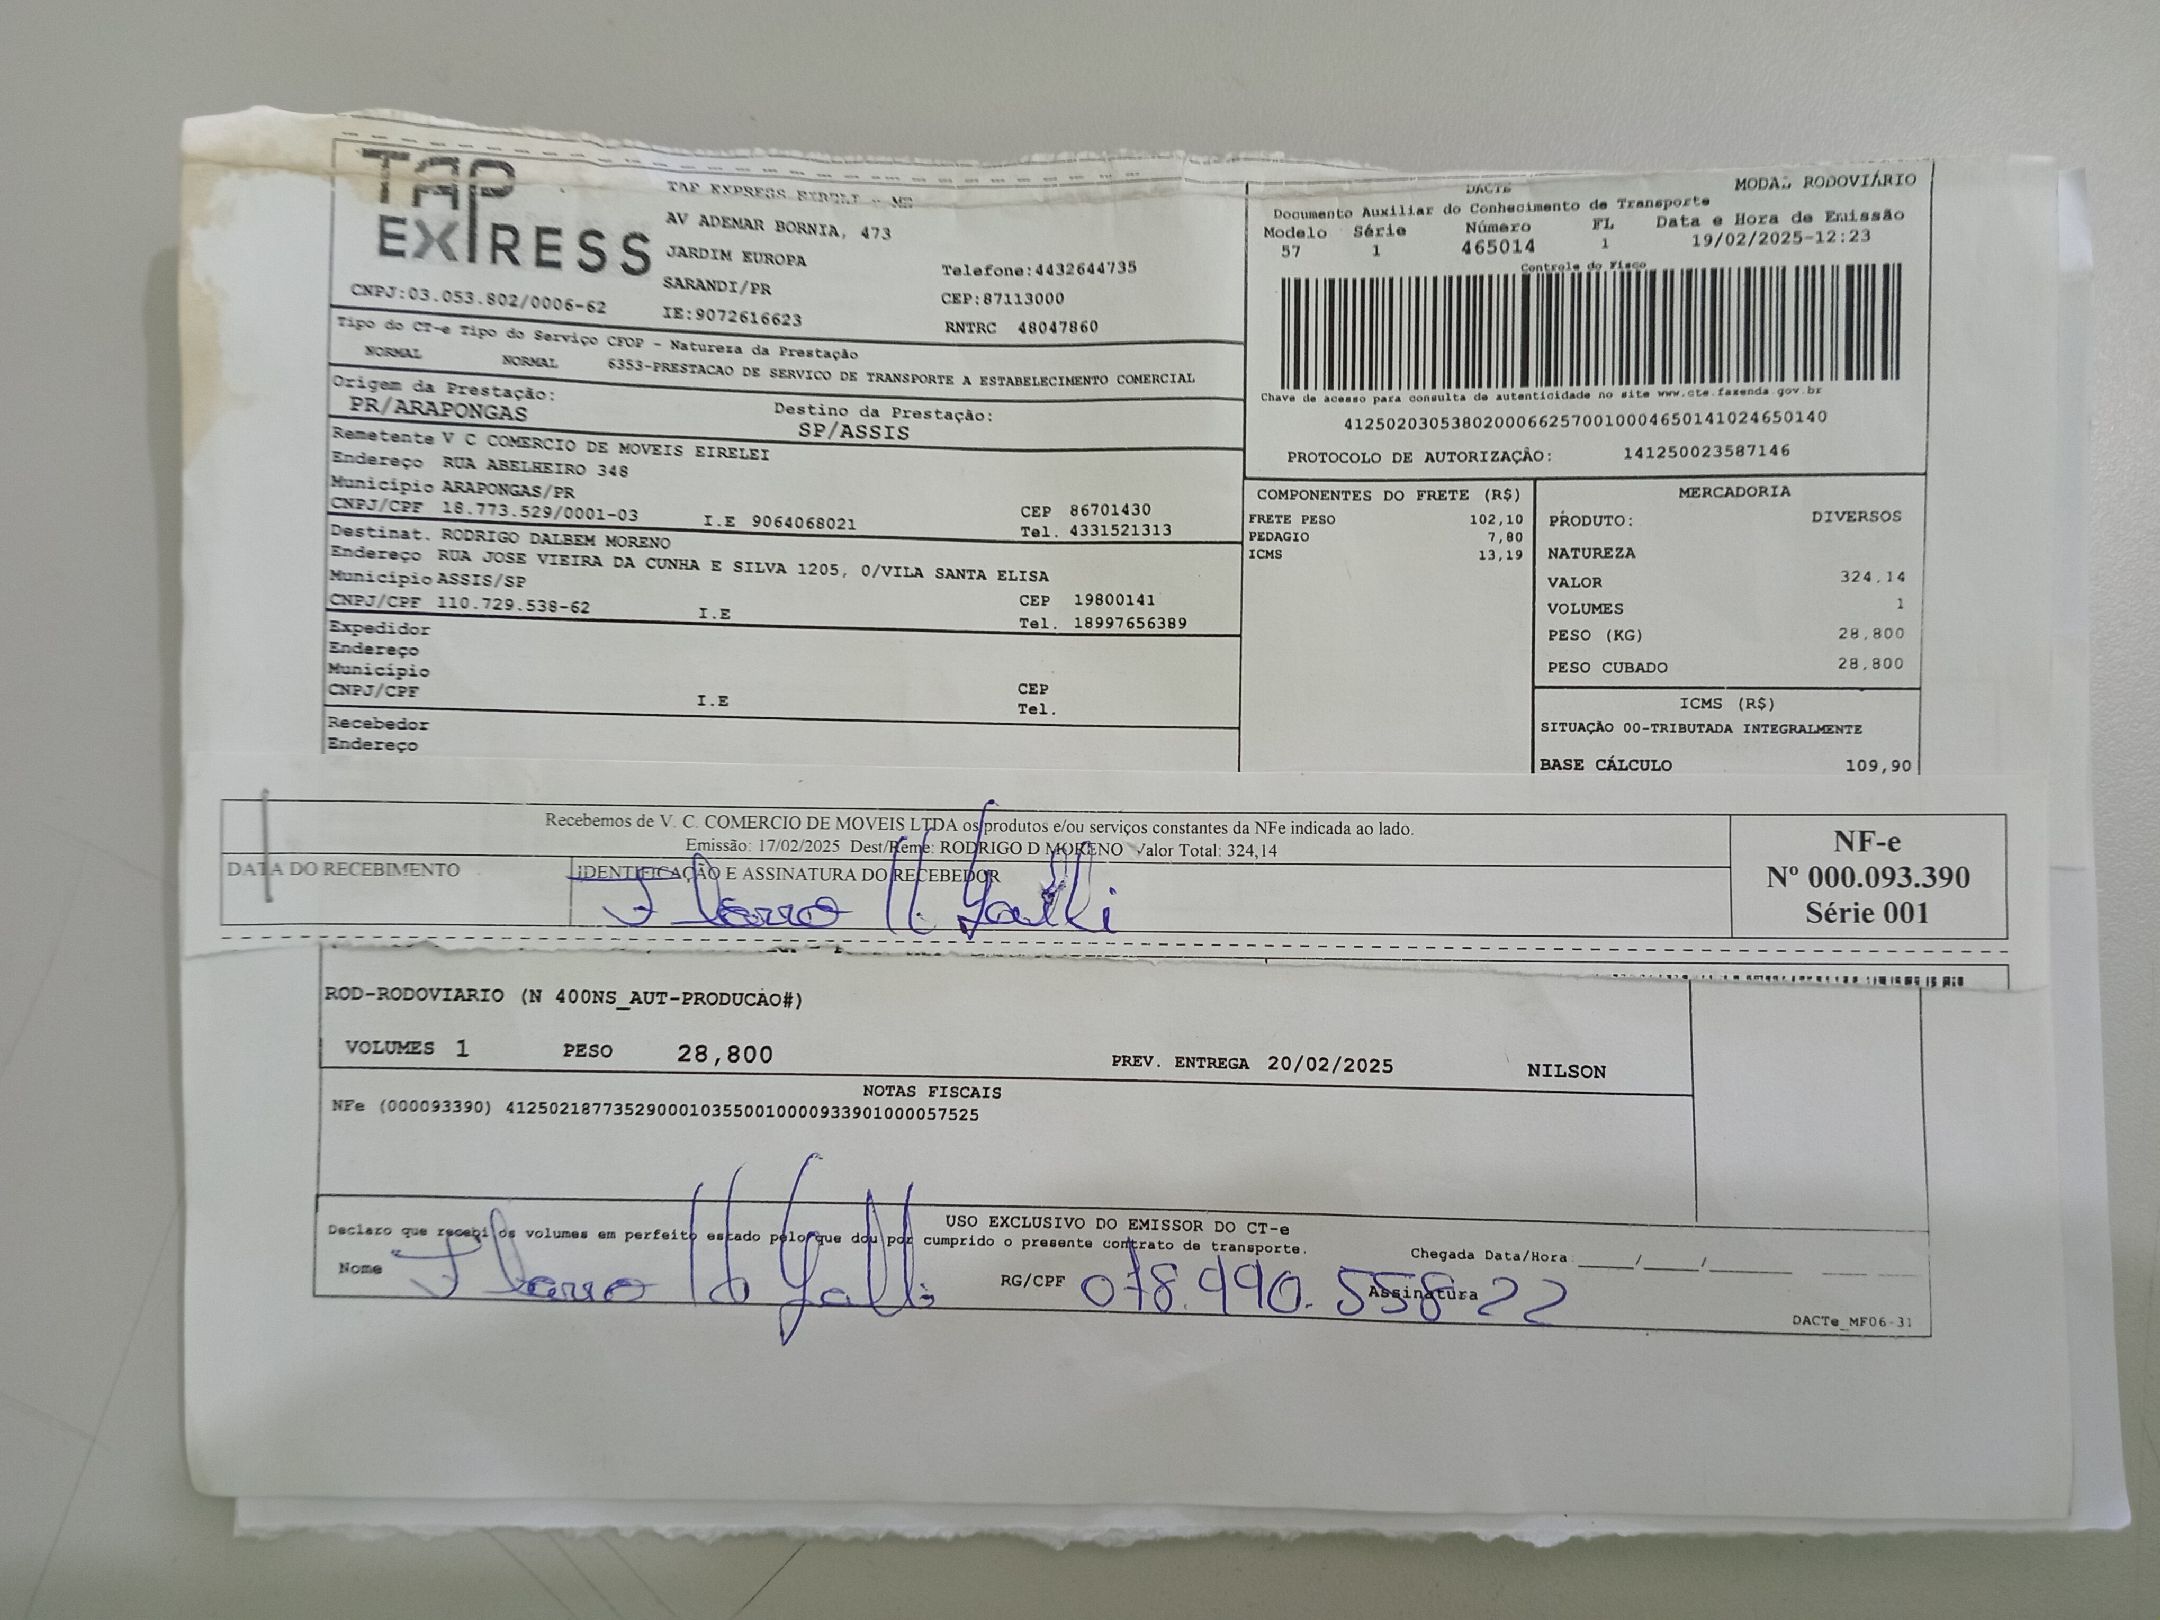 TAP
EXPRESS
TAP EXPRESS EIRELI - ME
AV ADEMAR BORNIA, 473
JARDIM EUROPA
SARANDI/PR
IE:9072616623
Telefone:4432644735
CEP:87113000
RNTRC 48047860
CNPJ:03.053.802/0006-62
DACTE
MODAL RODOVIÁRIO
Documento Auxiliar do Conhecimento de Transporte
Modelo Série Número FL Data e Hora de Emissão
57 1 465014 1 19/02/2025-12:23
Controle do Fisco
Chave de acesso para consulta de autenticidade no site www.cte.fazenda.gov.br
41250203053802000662570010004650141024650140
PROTOCOLO DE AUTORIZAÇÃO: 141250023587146
Tipo do CT-e Tipo do Serviço CFOP - Natureza da Prestação
NORMAL NORMAL 6353-PRESTACAO DE SERVICO DE TRANSPORTE A ESTABELECIMENTO COMERCIAL
Origem da Prestação: Destino da Prestação:
PR/ARAPONGAS SP/ASSIS
Remetente V C COMERCIO DE MOVEIS EIRELEI
Endereço RUA ABELHEIRO 348
Município ARAPONGAS/PR CEP 86701430
CNPJ/CPF 18.773.529/0001-03 I.E 9064068021 Tel. 4331521313
Destinat. RODRIGO DALBEM MORENO
Endereço RUA JOSE VIEIRA DA CUNHA E SILVA 1205, 0/VILA SANTA ELISA
Município ASSIS/SP CEP 19800141
CNPJ/CPF 110.729.538-62 I.E Tel. 18997656389
Expedidor
Endereço
Município CEP
CNPJ/CPF I.E Tel.
Recebedor
Endereço
COMPONENTES DO FRETE (R$)
FRETE PESO 102,10
PEDAGIO 7,80
ICMS 13,19
MERCADORIA
PRODUTO: DIVERSOS
NATUREZA
VALOR 324,14
VOLUMES 1
PESO (KG) 28,800
PESO CUBADO 28,800
ICMS (R$)
SITUAÇÃO 00-TRIBUTADA INTEGRALMENTE
BASE CÁLCULO 109,90
Recebemos de V. C. COMERCIO DE MOVEIS LTDA os produtos e/ou serviços constantes da NFe indicada ao lado.
Emissão: 17/02/2025 Dest/Reme: RODRIGO D MORENO Valor Total: 324,14
DATA DO RECEBIMENTO IDENTIFICAÇÃO E ASSINATURA DO RECEBEDOR
NF-e
Nº 000.093.390
Série 001
ROD-RODOVIARIO (N 400NS_AUT-PRODUCAO#)
VOLUMES 1 PESO 28,800 PREV. ENTREGA 20/02/2025 NILSON
NOTAS FISCAIS
NFe (000093390) 41250218773529000103550010000933901000057525
USO EXCLUSIVO DO EMISSOR DO CT-e
Declaro que recebi os volumes em perfeito estado pelo que dou por cumprido o presente contrato de transporte.
Chegada Data/Hora ____/____/______
Nome RG/CPF 078.990.558-22 Assinatura
DACTe_MF06-31